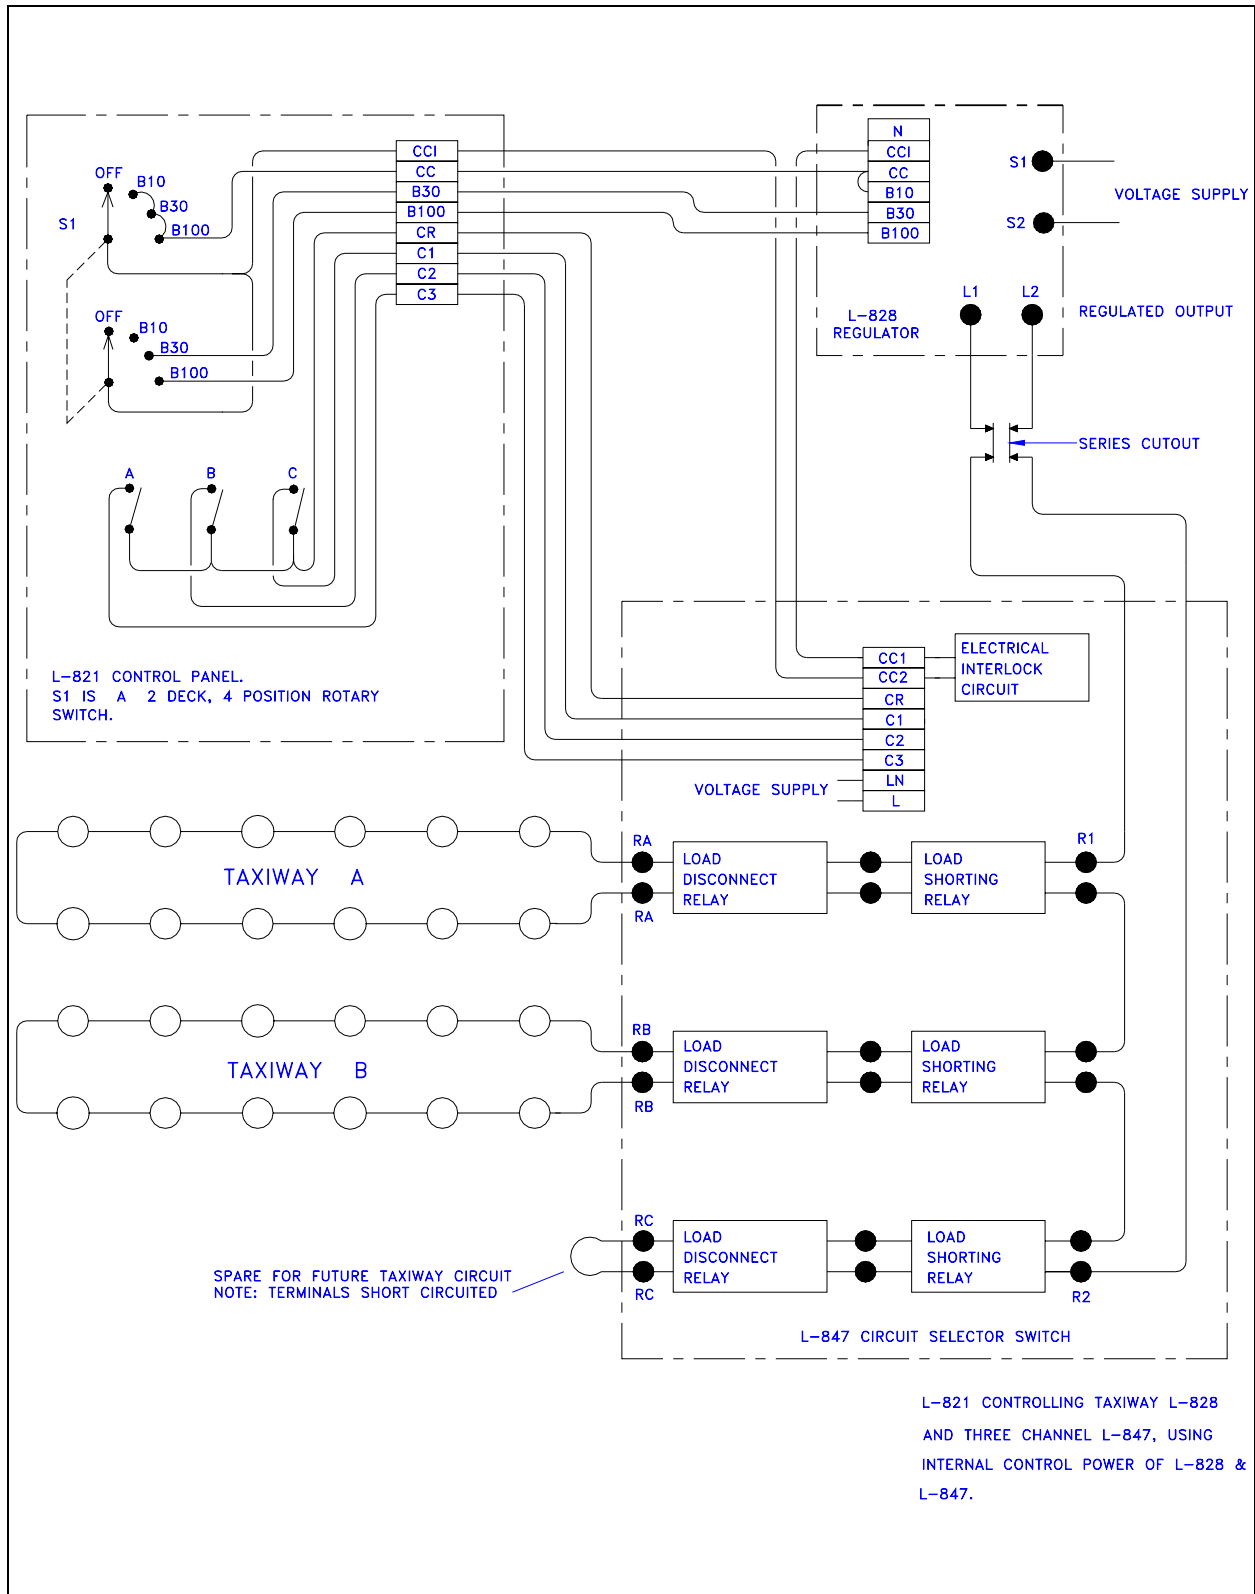 OFF
B10
B30
B100
S1
OFF
B10
B30
B100
CCI
CC
B30
B100
CR
C1
C2
C3
A
B
C
L-821 CONTROL PANEL.
S1 IS A 2 DECK, 4 POSITION ROTARY
SWITCH.
N
CCI
CC
B10
B30
B100
S1
S2
VOLTAGE SUPPLY
L1
L2
L-828
REGULATOR
REGULATED OUTPUT
SERIES CUTOUT
CC1
CC2
CR
C1
C2
C3
LN
L
ELECTRICAL
INTERLOCK
CIRCUIT
VOLTAGE SUPPLY
TAXIWAY A
RA
RA
LOAD
DISCONNECT
RELAY
LOAD
SHORTING
RELAY
R1
TAXIWAY B
RB
RB
LOAD
DISCONNECT
RELAY
LOAD
SHORTING
RELAY
RC
RC
LOAD
DISCONNECT
RELAY
LOAD
SHORTING
RELAY
R2
SPARE FOR FUTURE TAXIWAY CIRCUIT
NOTE: TERMINALS SHORT CIRCUITED
L-847 CIRCUIT SELECTOR SWITCH
L-821 CONTROLLING TAXIWAY L-828
AND THREE CHANNEL L-847, USING
INTERNAL CONTROL POWER OF L-828 &
L-847.